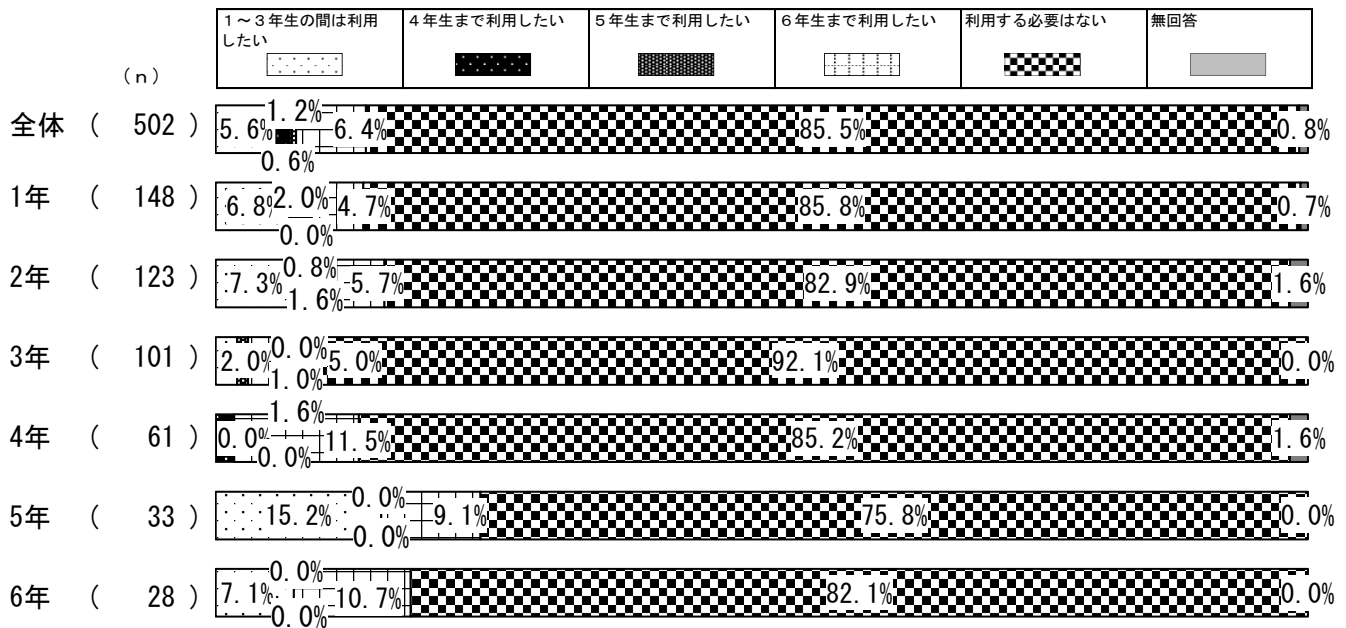 1～3年生の間は利用したい 4年生まで利用したい 5年生まで利用したい 6年生まで利用したい 利用する必要はない 無回答
（n）
全体 （ 502 ） 5.6% 1.2% 0.6% 6.4% 85.5% 0.8%
1年 （ 148 ） 6.8% 2.0% 0.0% 4.7% 85.8% 0.7%
2年 （ 123 ） 7.3% 0.8% 1.6% 5.7% 82.9% 1.6%
3年 （ 101 ） 2.0% 0.0% 1.0% 5.0% 92.1% 0.0%
4年 （ 61 ） 0.0% 1.6% 0.0% 11.5% 85.2% 1.6%
5年 （ 33 ） 15.2% 0.0% 0.0% 9.1% 75.8% 0.0%
6年 （ 28 ） 7.1% 0.0% 0.0% 10.7% 82.1% 0.0%